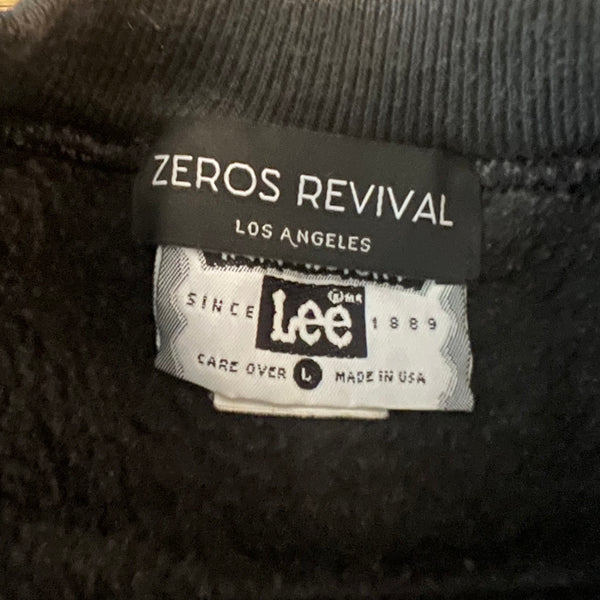 ZEROS REVIVAL
LOS ANGELES
SINCE Lee 1889
CARE OVER L MADE IN USA